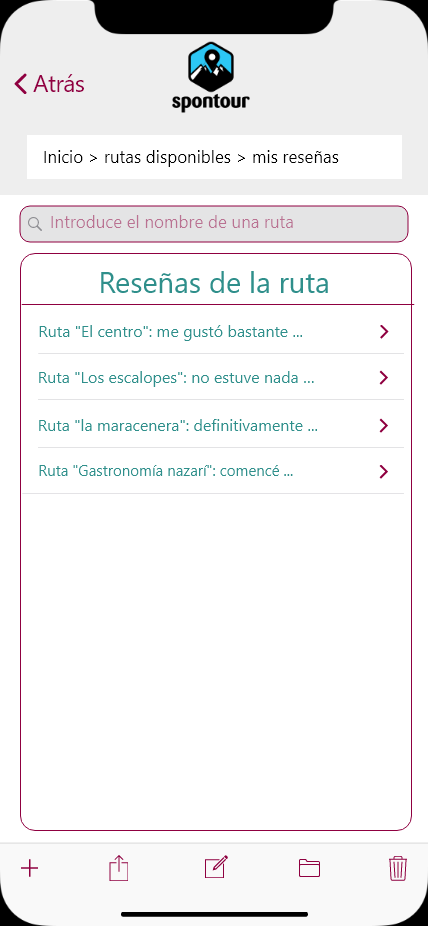 Atrás
spontour
Inicio > rutas disponibles > mis reseñas
Introduce el nombre de una ruta
Reseñas de la ruta
Ruta "El centro": me gustó bastante ...
Ruta "Los escalopes": no estuve nada ...
Ruta "la maracenera": definitivamente ...
Ruta "Gastronomía nazarí": comencé ...